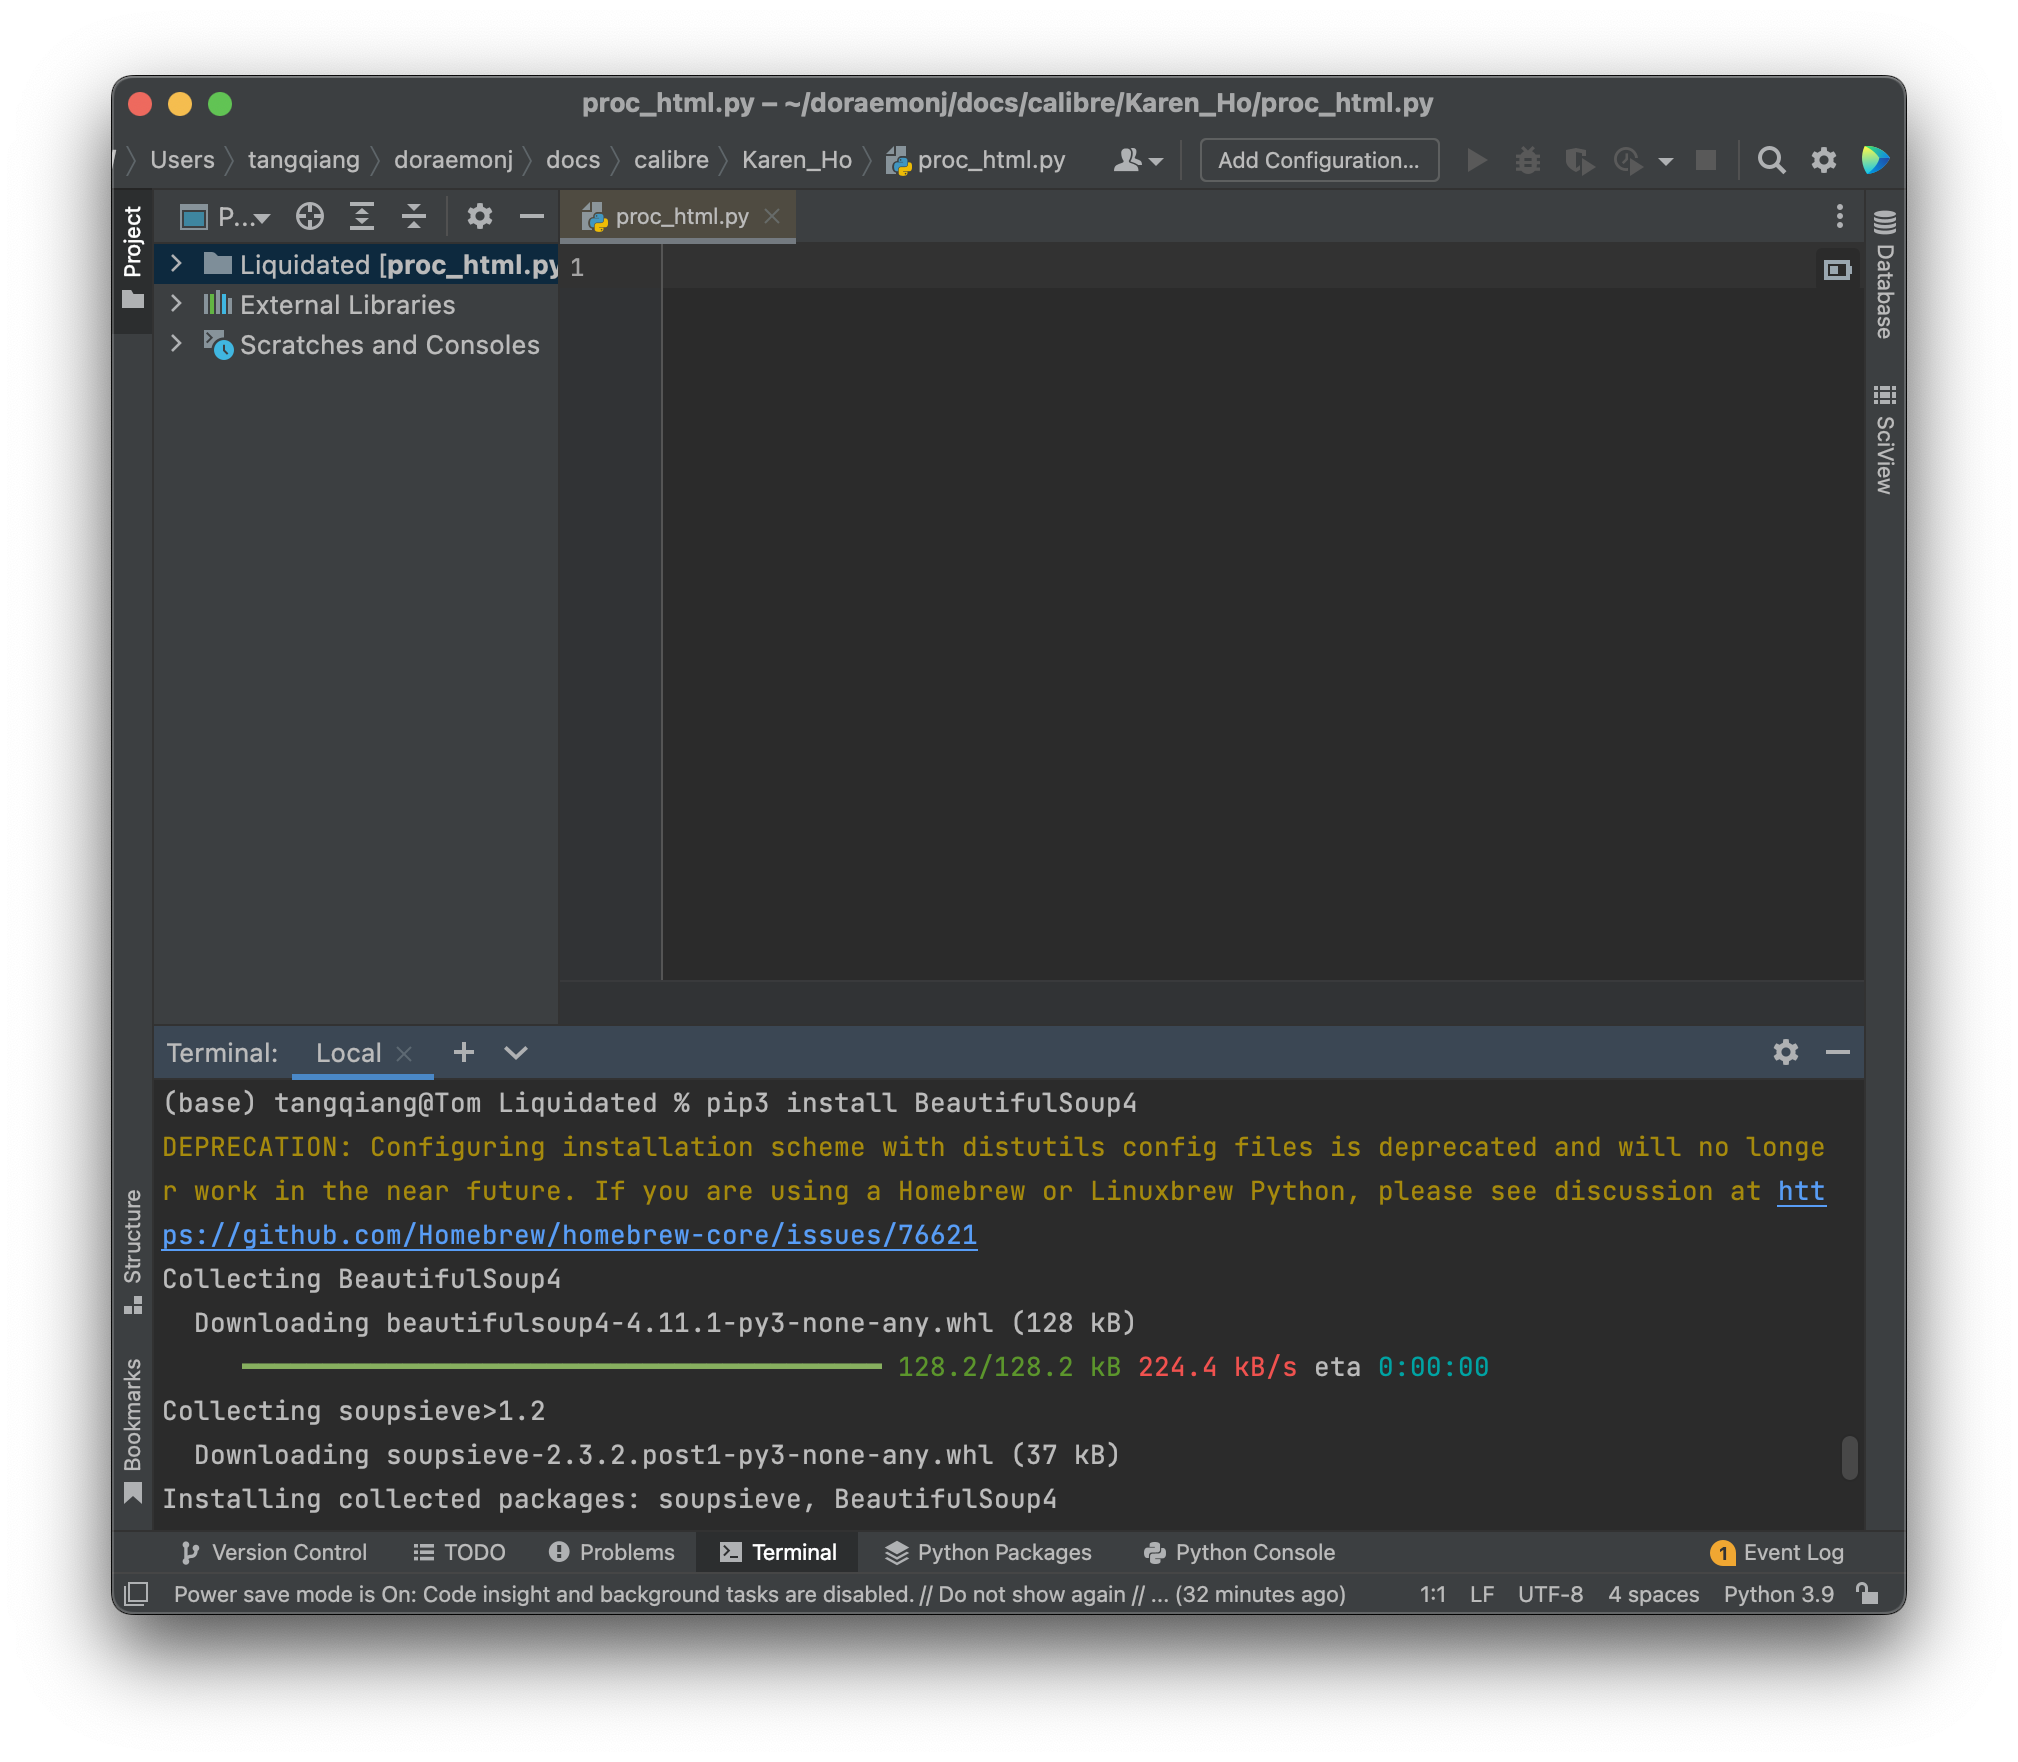 proc_html.py – ~/doraemonj/docs/calibre/Karen_Ho/proc_html.py
Users tangqiang doraemonj docs calibre Karen_Ho proc_html.py Add Configuration...
Project
P...
proc_html.py
Liquidated [proc_html.py
1
External Libraries
Scratches and Consoles
Database
SciView
Structure
Bookmarks
Terminal: Local
(base) tangqiang@Tom Liquidated % pip3 install BeautifulSoup4
DEPRECATION: Configuring installation scheme with distutils config files is deprecated and will no longe
r work in the near future. If you are using a Homebrew or Linuxbrew Python, please see discussion at htt
ps://github.com/Homebrew/homebrew-core/issues/76621
Collecting BeautifulSoup4
Downloading beautifulsoup4-4.11.1-py3-none-any.whl (128 kB)
128.2/128.2 kB 224.4 kB/s eta 0:00:00
Collecting soupsieve>1.2
Downloading soupsieve-2.3.2.post1-py3-none-any.whl (37 kB)
Installing collected packages: soupsieve, BeautifulSoup4
Version Control TODO Problems Terminal Python Packages Python Console 1 Event Log
Power save mode is On: Code insight and background tasks are disabled. // Do not show again // ... (32 minutes ago) 1:1 LF UTF-8 4 spaces Python 3.9